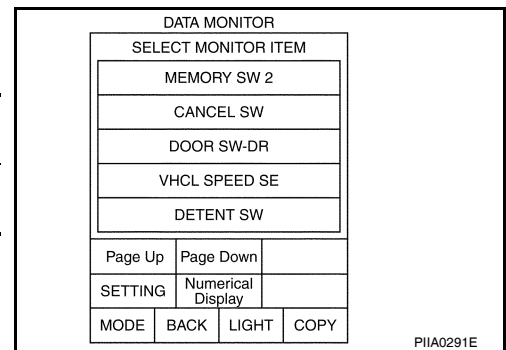 DATA MONITOR
SELECT MONITOR ITEM
MEMORY SW 2
CANCEL SW
DOOR SW-DR
VHCL SPEED SE
DETENT SW
Page Up Page Down
SETTING Numerical
Display
MODE BACK LIGHT COPY
PIIA0291E